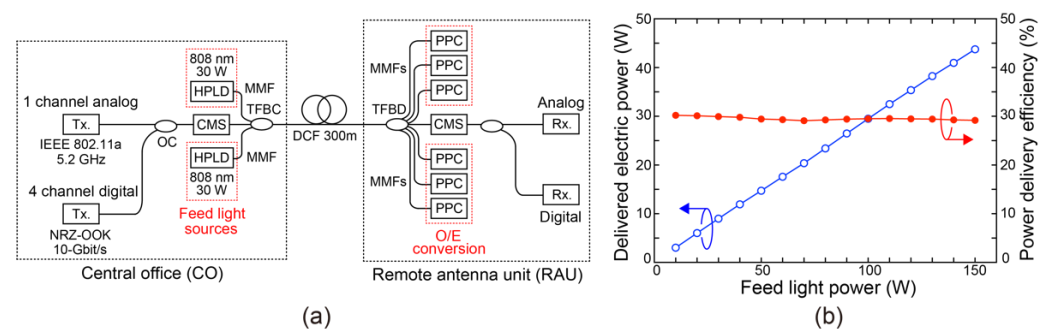 808 nm
30 W
HPLD
MMF
TFBC
1 channel analog
Tx.
IEEE 802.11a
5.2 GHz
OC
CMS
DCF 300m
HPLD
MMF
808 nm
30 W
4 channel digital
Tx.
NRZ-OOK
10-Gbit/s
Feed light
sources
Central office (CO)
PPC
PPC
PPC
MMFs
TFBD
CMS
Analog
Rx.
PPC
PPC
PPC
MMFs
Rx.
Digital
O/E
conversion
Remote antenna unit (RAU)
(a)
Delivered electric power (W)
50
40
30
20
10
0
0
50
100
150
Feed light power (W)
50
40
30
20
10
0
Power delivery efficiency (%)
(b)